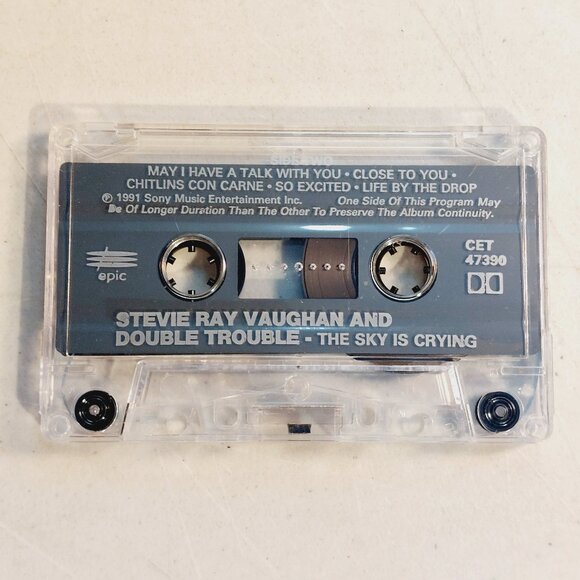 side two
MAY I HAVE A TALK WITH YOU • CLOSE TO YOU •
CHITLINS CON CARNE • SO EXCITED • LIFE BY THE DROP
℗ 1991 Sony Music Entertainment Inc. One Side Of This Program May
Be Of Longer Duration Than The Other To Preserve The Album Continuity.
epic
CET
47390
STEVIE RAY VAUGHAN AND
DOUBLE TROUBLE - THE SKY IS CRYING